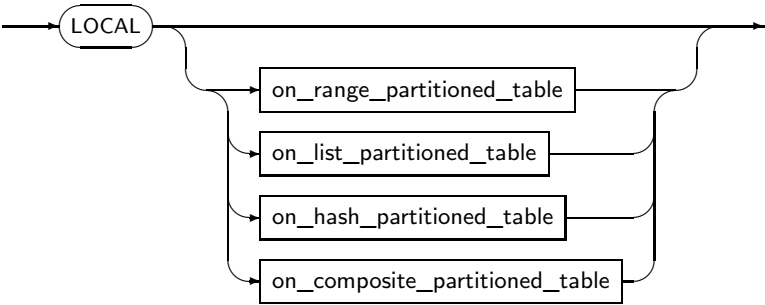 LOCAL
on_range_partitioned_table
on_list_partitioned_table
on_hash_partitioned_table
on_composite_partitioned_table